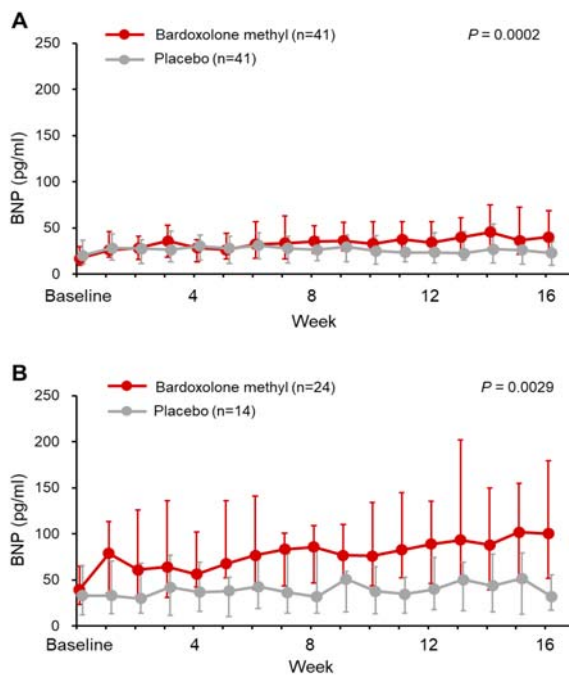 A
Bardoxolone methyl (n=41)
Placebo (n=41)
P = 0.0002
BNP (pg/ml)
250
200
150
100
50
0
Baseline 4 8 12 16
Week
B
Bardoxolone methyl (n=24)
Placebo (n=14)
P = 0.0029
BNP (pg/ml)
250
200
150
100
50
0
Baseline 4 8 12 16
Week